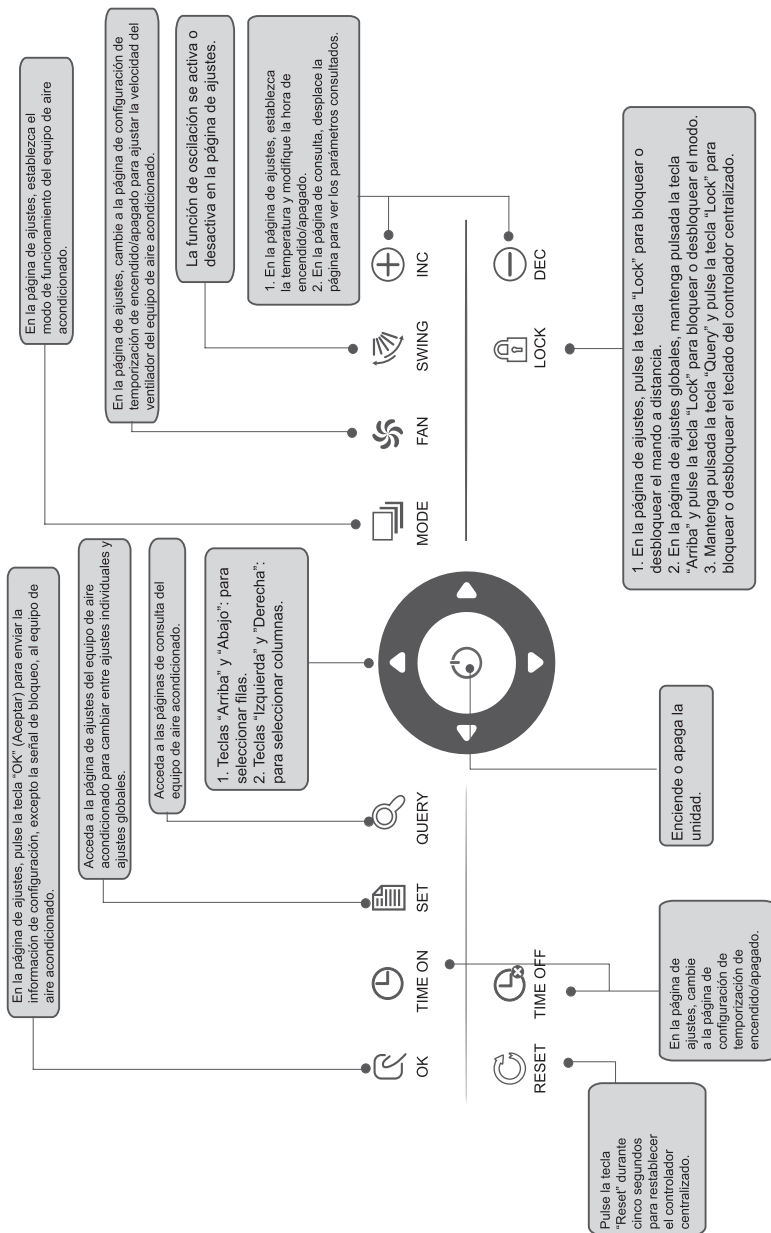 En la página de ajustes, pulse la tecla “OK” (Aceptar) para enviar la
información de configuración, excepto la señal de bloqueo, al equipo de
aire acondicionado.
Acceda a la página de ajustes del equipo de aire
acondicionado para cambiar entre ajustes individuales y
ajustes globales.
Acceda a las páginas de consulta del
equipo de aire acondicionado.
1. Teclas “Arriba” y “Abajo”: para
seleccionar filas.
2. Teclas “Izquierda” y "Derecha":
para seleccionar columnas.
En la página de ajustes, establezca el
modo de funcionamiento del equipo de aire
acondicionado.
En la página de ajustes, cambie a la página de configuración de
temporización de encendido/apagado para ajustar la velocidad del
ventilador del equipo de aire acondicionado.
La función de oscilación se activa o
desactiva en la página de ajustes.
1. En la página de ajustes, establezca
la temperatura y modifique la hora de
encendido/apagado.
2. En la página de consulta, desplace la
página para ver los parámetros consultados.
OK
TIME ON
SET
QUERY
MODE
FAN
SWING
INC
RESET
TIME OFF
LOCK
DEC
Pulse la tecla
“Reset” durante
cinco segundos
para restablecer
el controlador
centralizado.
En la página de
ajustes, cambie
a la página de
configuración de
temporización de
encendido/apagado.
Enciende o apaga la
unidad.
1. En la página de ajustes, pulse la tecla “Lock” para bloquear o
desbloquear el mando a distancia.
2. En la página de ajustes globales, mantenga pulsada la tecla
“Arriba” y pulse la tecla “Lock” para bloquear o desbloquear el modo.
3. Mantenga pulsada la tecla “Query” y pulse la tecla “Lock” para
bloquear o desbloquear el teclado del controlador centralizado.